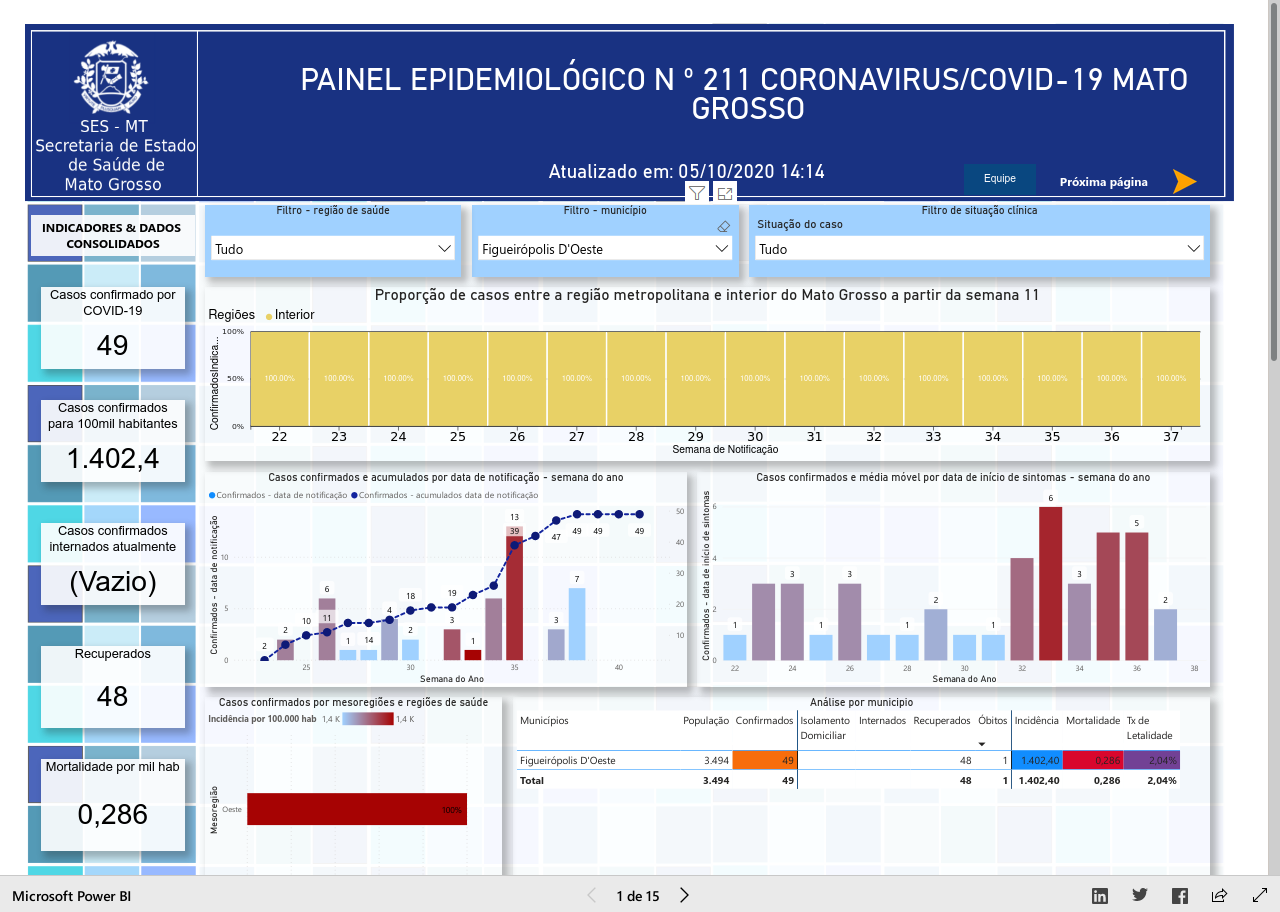 SES - MT
Secretaria de Estado
de Saúde de
Mato Grosso
PAINEL EPIDEMIOLÓGICO N º 211 CORONAVIRUS/COVID-19 MATO
GROSSO
Atualizado em: 05/10/2020 14:14
Equipe
Próxima página
INDICADORES & DADOS
CONSOLIDADOS
Filtro - região de saúde
Tudo
Filtro - município
Figueirópolis D'Oeste
Filtro de situação clínica
Situação do caso
Tudo
Casos confirmado por
COVID-19
49
Casos confirmados
para 100mil habitantes
1.402,4
Casos confirmados
internados atualmente
(Vazio)
Recuperados
48
Mortalidade por mil hab
0,286
Proporção de casos entre a região metropolitana e interior do Mato Grosso a partir da semana 11
Regiões Interior
ConfirmadosIndica...
100%
50%
0%
100.00% 100.00% 100.00% 100.00% 100.00% 100.00% 100.00% 100.00% 100.00% 100.00% 100.00% 100.00% 100.00% 100.00% 100.00% 100.00%
22 23 24 25 26 27 28 29 30 31 32 33 34 35 36 37
Semana de Notificação
Casos confirmados e acumulados por data de notificação - semana do ano
Confirmados - data de notificação Confirmados - acumulados data de notificação
Confirmados - data de notificação
10
5
0
50
40
30
20
10
2 2 10 6 11 1 14 4 18 2 19 3 1 13 39 47 3 49 7 49 49
25 30 35 40
Semana do Ano
Casos confirmados e média móvel por data de início de sintomas - semana do ano
Confirmados - data de início de sintomas
6
4
2
0
1 3 1 3 1 2 1 6 3 5 2
22 24 26 28 30 32 34 36 38
Semana do Ano
Casos confirmados por mesoregiões e regiões de saúde
Incidência por 100.000 hab 1,4 K 1,4 K
Mesoregião
Oeste
100%
Análise por municipio
Municípios População Confirmados Isolamento Domiciliar Internados Recuperados Óbitos Incidência Mortalidade Tx de Letalidade
Figueirópolis D'Oeste 3.494 49 48 1 1.402,40 0,286 2,04%
Total 3.494 49 48 1 1.402,40 0,286 2,04%
Microsoft Power BI
1 de 15